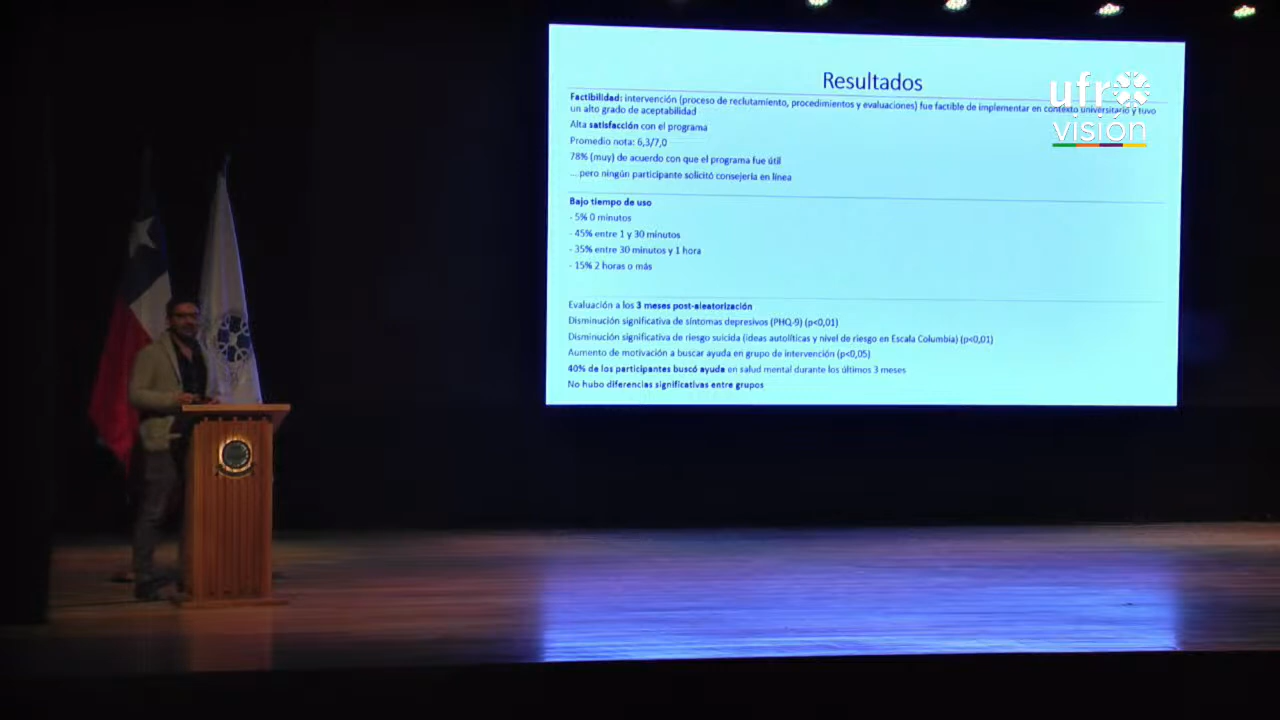 Resultados
Factibilidad: intervención (proceso de reclutamiento, procedimientos y evaluaciones) fue factible de implementar en contexto universitario y tuvo
un alto grado de aceptabilidad
Alta satisfacción con el programa
Promedio nota: 6,3/7,0
78% (muy) de acuerdo con que el programa fue útil
... pero ningún participante solicitó consejería en línea
Bajo tiempo de uso
- 5% 0 minutos
- 45% entre 1 y 30 minutos
- 35% entre 30 minutos y 1 hora
- 15% 2 horas o más
Evaluación a los 3 meses post-aleatorización
Disminución significativa de síntomas depresivos (PHQ-9) (p<0,01)
Disminución significativa de riesgo suicida (ideas autolíticas y nivel de riesgo en Escala Columbia) (p<0,01)
Aumento de motivación a buscar ayuda en grupo de intervención (p<0,05)
40% de los participantes buscó ayuda en salud mental durante los últimos 3 meses
No hubo diferencias significativas entre grupos
ufro
visión